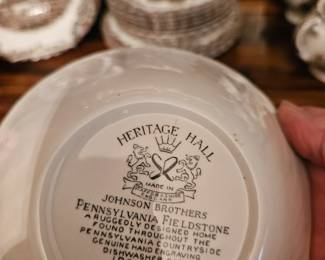 HERITAGE HALL
MADE IN
ENGLAND
JOHNSON BROTHERS
PENNSYLVANIA FIELDSTONE
A RUGGEDLY DESIGNED HOME
FOUND THROUGHOUT THE
PENNSYLVANIA COUNTRYSIDE
GENUINE HAND ENGRAVING
DISHWASHER